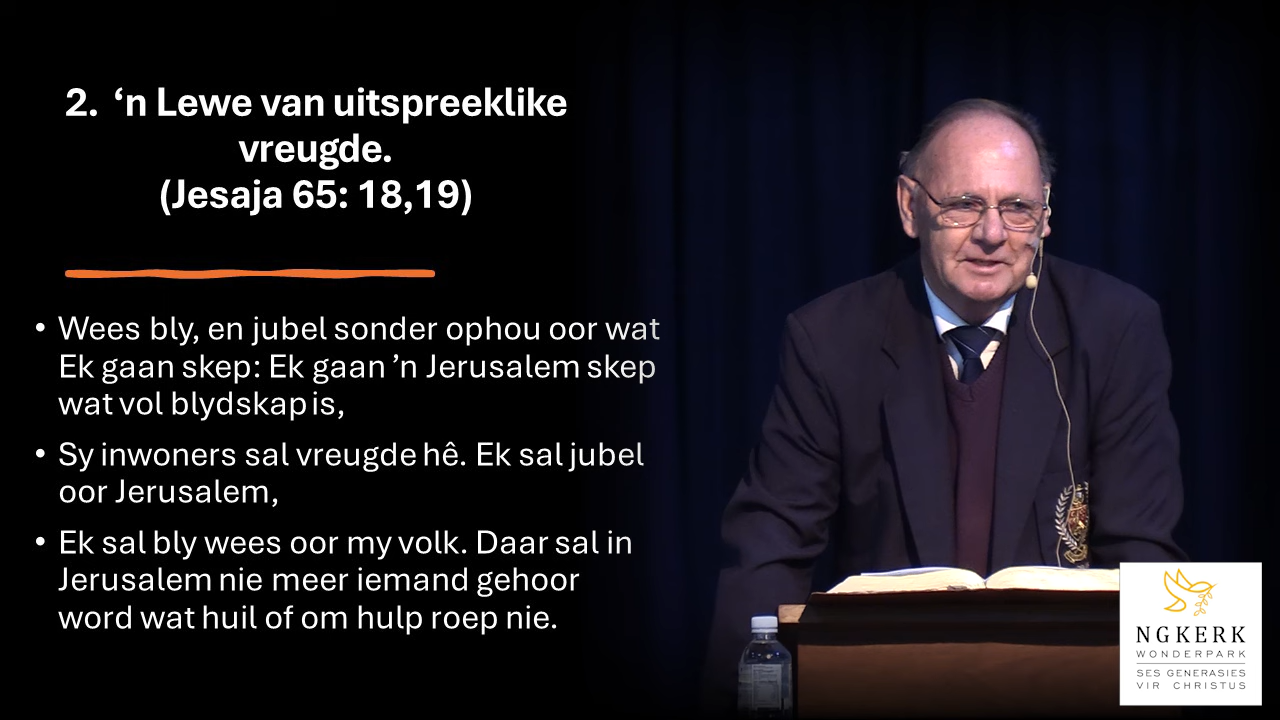 2. ‘n Lewe van uitspreeklike
vreugde.
(Jesaja 65: 18,19)
• Wees bly, en jubel sonder ophou oor wat
Ek gaan skep: Ek gaan ’n Jerusalem skep
wat vol blydskap is,
• Sy inwoners sal vreugde hê. Ek sal jubel
oor Jerusalem,
• Ek sal bly wees oor my volk. Daar sal in
Jerusalem nie meer iemand gehoor
word wat huil of om hulp roep nie.
NGKERK
WONDERPARK
SES GENERASIES
VIR CHRISTUS